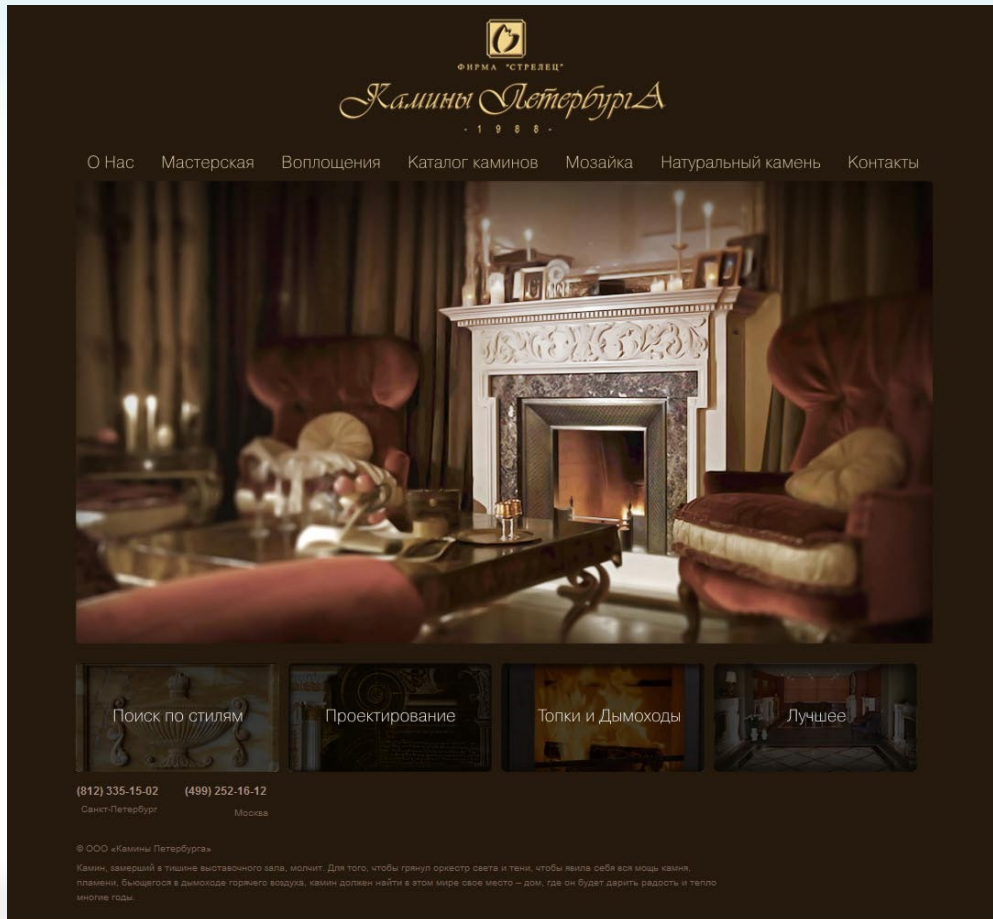 ФИРМА "СТРЕЛЕЦ"
Камины ПетербургА
- 1 9 8 8 -
О Нас Мастерская Воплощения Каталог каминов Мозайка Натуральный камень Контакты
Поиск по стилям Проектирование Топки и Дымоходы Лучшее
(812) 335-15-02 (499) 252-16-12
Санкт-Петербург Москва
© ООО «Камины Петербурга»
Камин, замерший в тишине выставочного зала, молчит. Для того, чтобы грянул оркестр света и тени, чтобы явила себя вся мощь камня,
пламени, бьющегося в дымоходе горячего воздуха, камин должен найти в этом мире свое место – дом, где он будет дарить радость и тепло
многие годы.